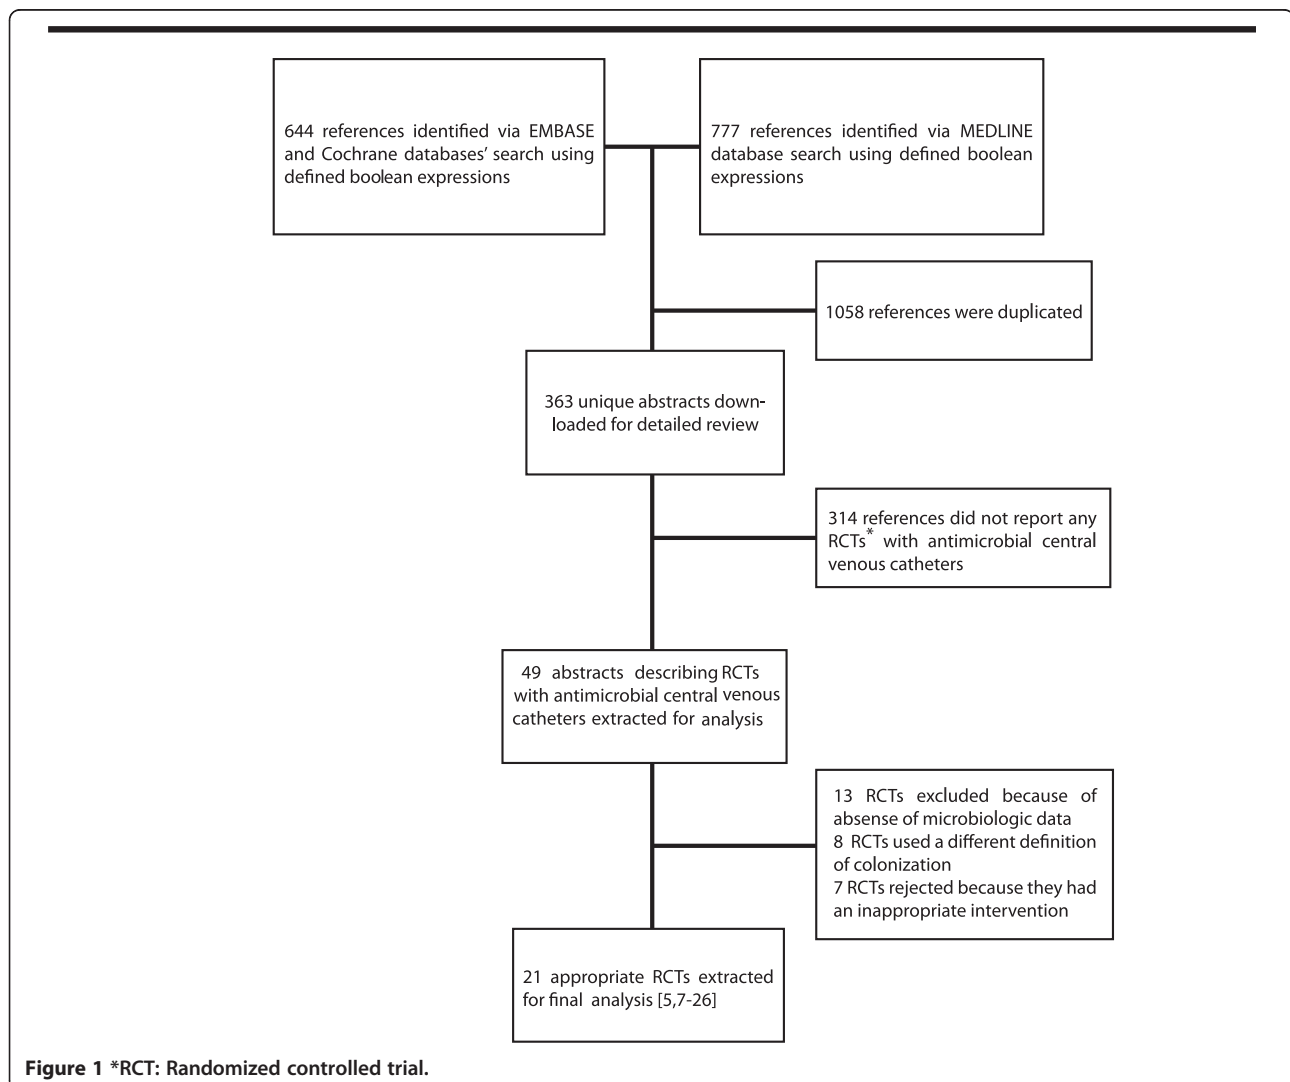 644 references identified via EMBASE
and Cochrane databases' search using
defined boolean expressions
777 references identified via MEDLINE
database search using defined boolean
expressions
1058 references were duplicated
363 unique abstracts down-
loaded for detailed review
314 references did not report any
RCTs* with antimicrobial central
venous catheters
49 abstracts describing RCTs
with antimicrobial central venous
catheters extracted for analysis
13 RCTs excluded because of
absense of microbiologic data
8 RCTs used a different definition
of colonization
7 RCTs rejected because they had
an inappropriate intervention
21 appropriate RCTs extracted
for final analysis [5,7-26]
Figure 1 *RCT: Randomized controlled trial.